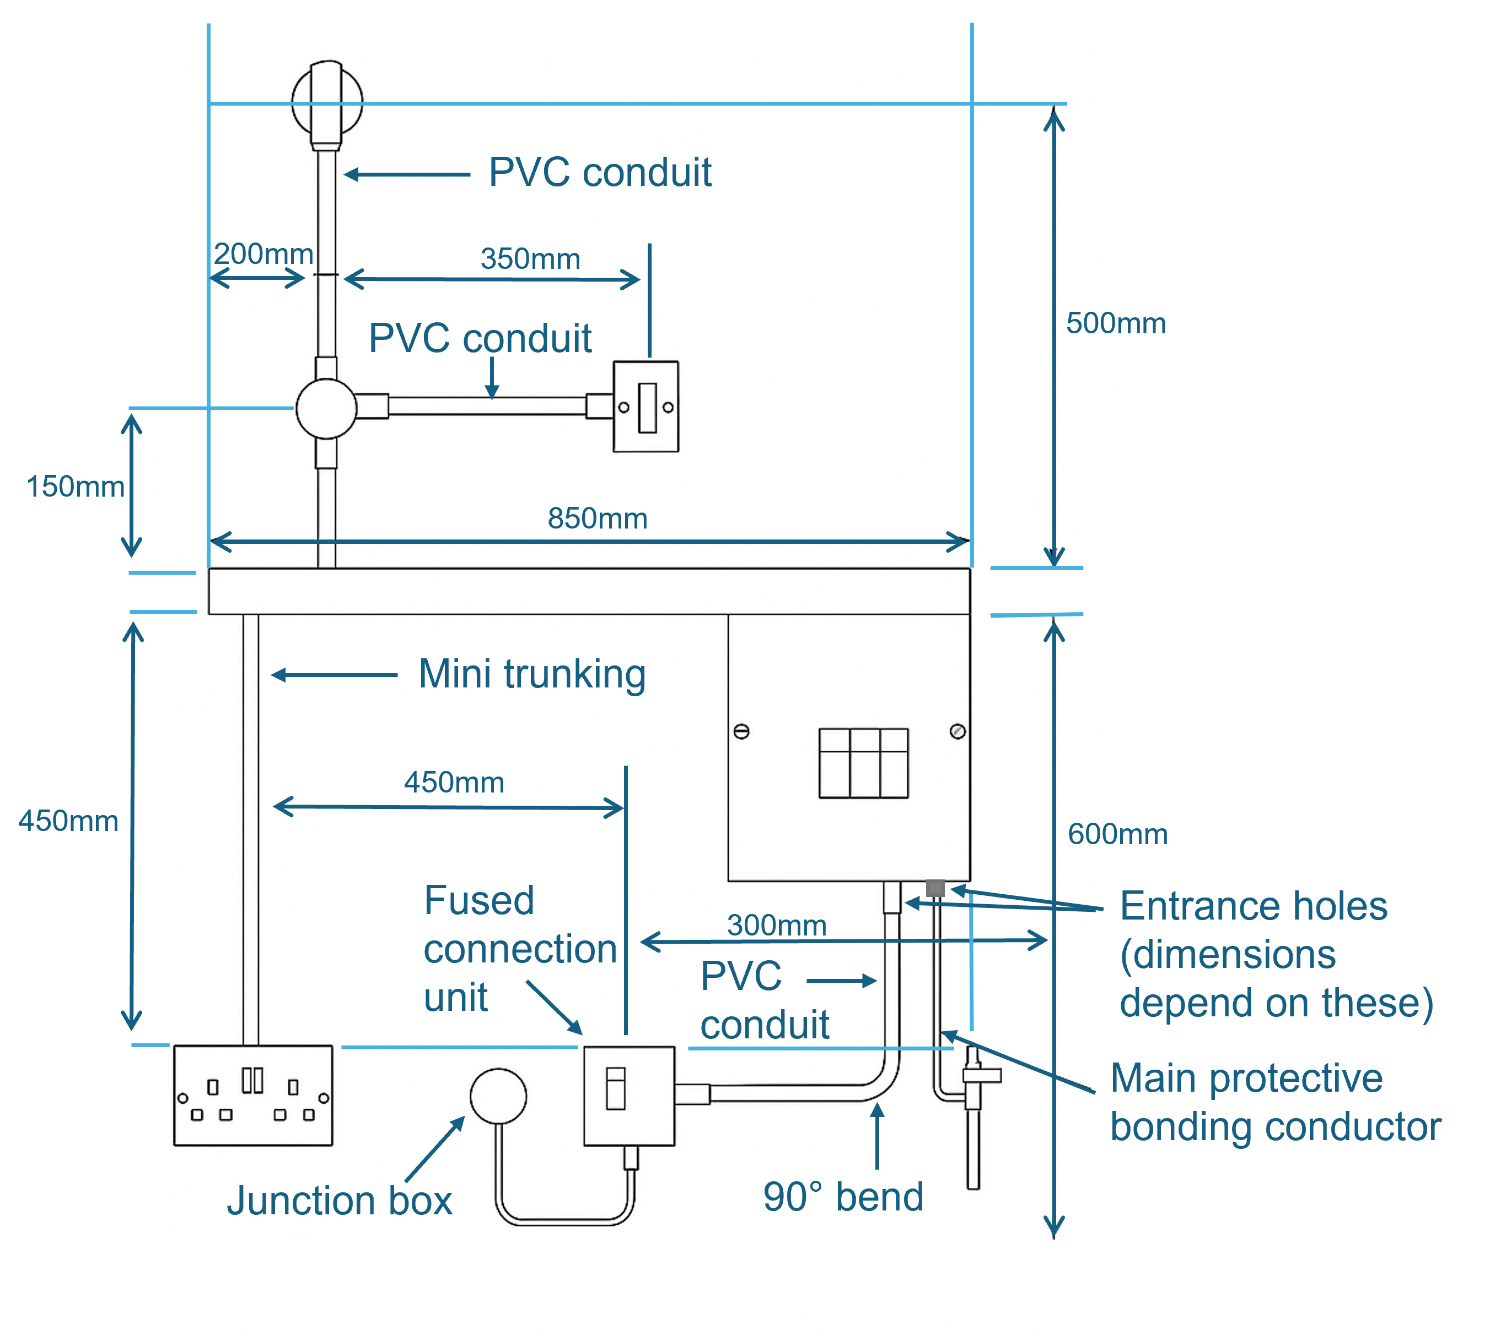 PVC conduit
200mm
350mm
500mm
PVC conduit
150mm
850mm
Mini trunking
450mm
450mm
600mm
Fused
connection
unit
300mm
Entrance holes
(dimensions
depend on these)
PVC
conduit
Main protective
bonding conductor
Junction box
90° bend